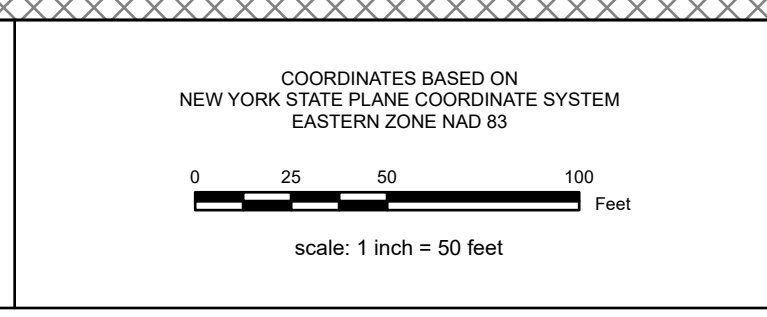 COORDINATES BASED ON
NEW YORK STATE PLANE COORDINATE SYSTEM
EASTERN ZONE NAD 83
0 25 50 100
Feet
scale: 1 inch = 50 feet